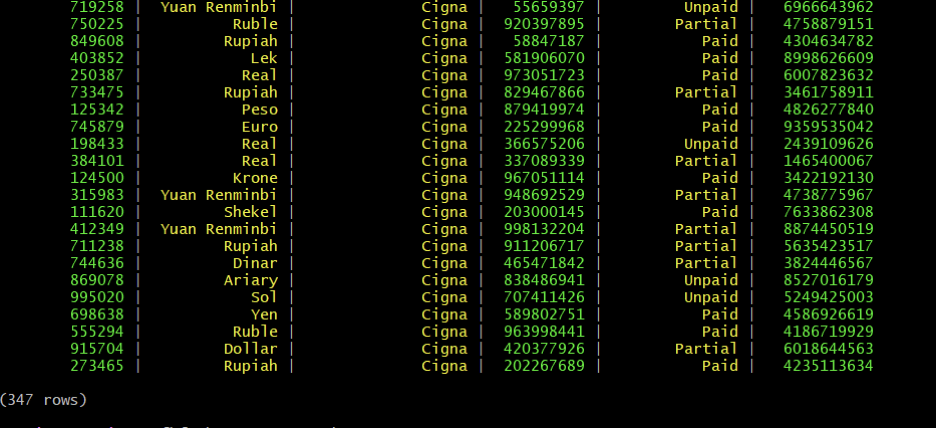 719258 | Yuan Renminbi | Cigna | 55659397 | Unpaid | 6966643962
750225 | Ruble | Cigna | 920397895 | Partial | 4758879151
849608 | Rupiah | Cigna | 58847187 | Paid | 4304634782
403852 | Lek | Cigna | 581906070 | Paid | 8998626609
250387 | Real | Cigna | 973051723 | Paid | 6007823632
733475 | Rupiah | Cigna | 829467866 | Partial | 3461758911
125342 | Peso | Cigna | 879419974 | Paid | 4826277840
745879 | Euro | Cigna | 225299968 | Paid | 9359535042
198433 | Real | Cigna | 366575206 | Unpaid | 2439109626
384101 | Real | Cigna | 337089339 | Partial | 1465400067
124500 | Krone | Cigna | 967051114 | Paid | 3422192130
315983 | Yuan Renminbi | Cigna | 948692529 | Partial | 4738775967
111620 | Shekel | Cigna | 203000145 | Paid | 7633862308
412349 | Yuan Renminbi | Cigna | 998132204 | Partial | 8874450519
711238 | Rupiah | Cigna | 911206717 | Partial | 5635423517
744636 | Dinar | Cigna | 465471842 | Partial | 3824446567
869078 | Ariary | Cigna | 838486941 | Unpaid | 8527016179
995020 | Sol | Cigna | 707411426 | Unpaid | 5249425003
698638 | Yen | Cigna | 589802751 | Paid | 4586926619
555294 | Ruble | Cigna | 963998441 | Paid | 4186719929
915704 | Dollar | Cigna | 420377926 | Partial | 6018644563
273465 | Rupiah | Cigna | 202267689 | Paid | 4235113634
(347 rows)